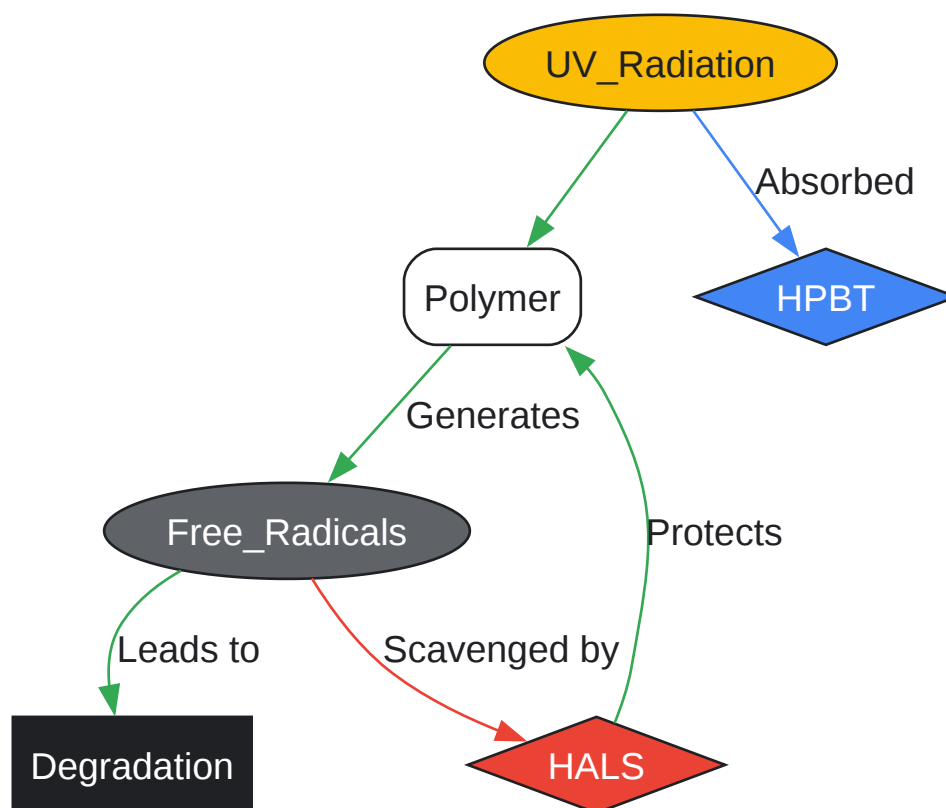 UV_Radiation
Absorbed
Polymer
HPBT
Generates
Free_Radicals
Protects
Leads to
Scavenged by
Degradation
HALS